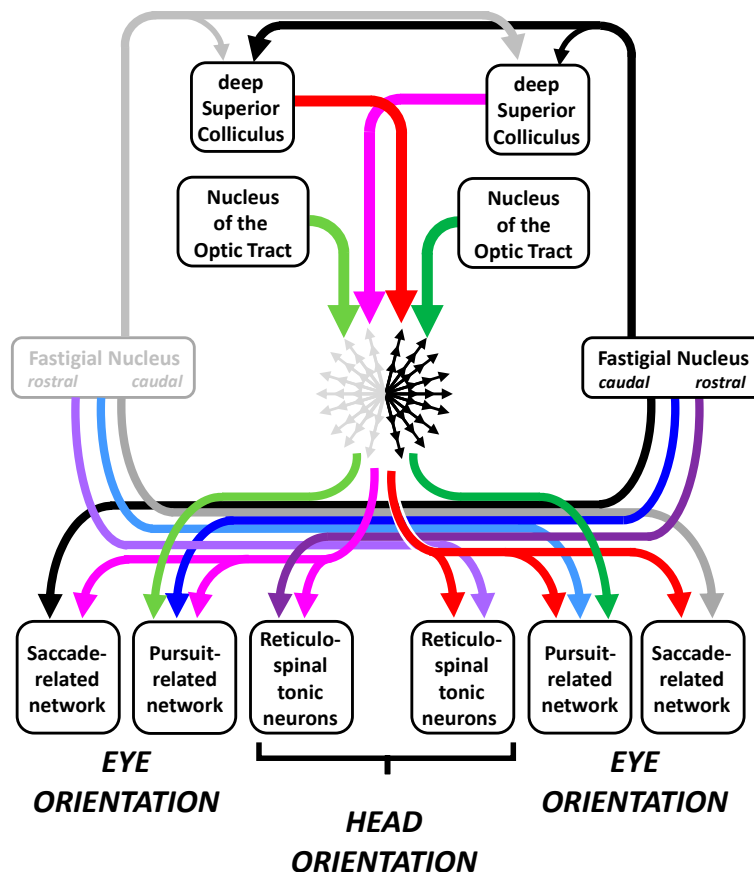 deep
Superior
Colliculus
deep
Superior
Colliculus
Nucleus
of the
Optic Tract
Nucleus
of the
Optic Tract
Fastigial Nucleus
rostral caudal
Fastigial Nucleus
caudal rostral
Saccade-
related
network
Pursuit-
related
network
Reticulo-
spinal
tonic
neurons
Reticulo-
spinal
tonic
neurons
Pursuit-
related
network
Saccade-
related
network
EYE
ORIENTATION
HEAD
ORIENTATION
EYE
ORIENTATION